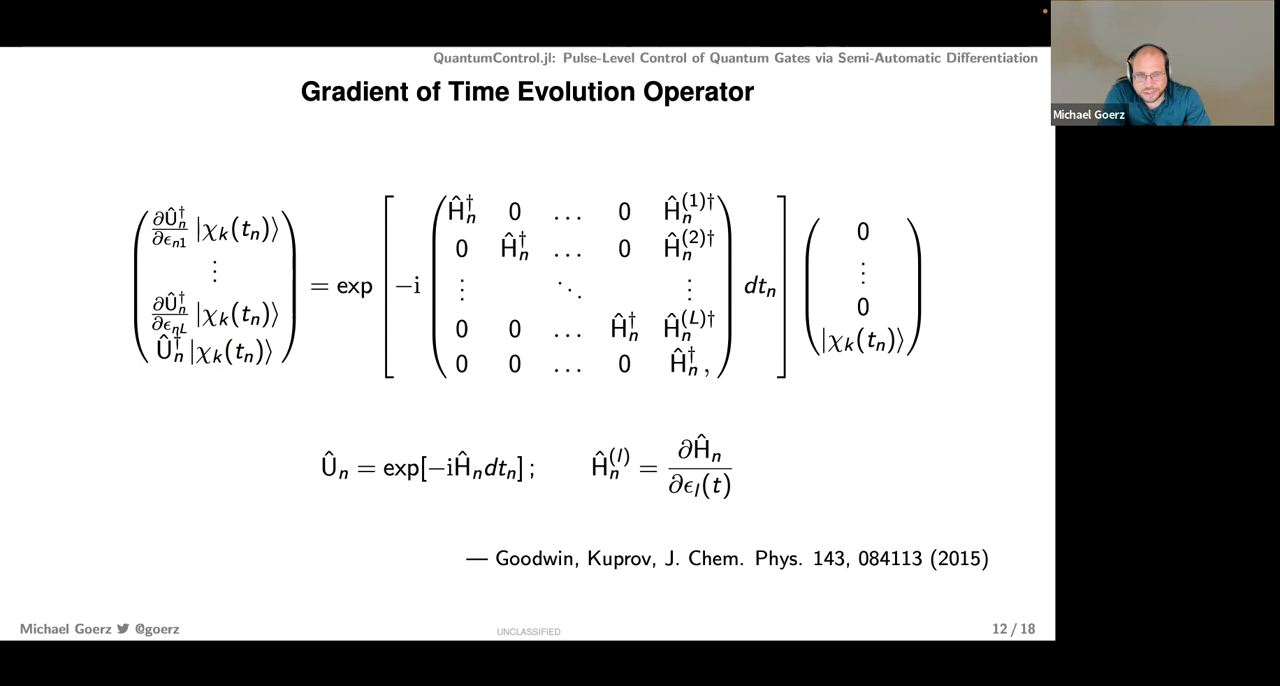 QuantumControl.jl: Pulse-Level Control of Quantum Gates via Semi-Automatic Differentiation
Michael Goerz
Gradient of Time Evolution Operator
∂Û†n/∂ϵn1 |χk(tn)⟩
⋮
∂Û†n/∂ϵnL |χk(tn)⟩
Û†n |χk(tn)⟩
= exp
−i
Ĥ†n 0 … 0 Ĥn(1)†
0 Ĥ†n … 0 Ĥn(2)†
⋮ ⋱ ⋮
0 0 … Ĥ†n Ĥn(L)†
0 0 … 0 Ĥ†n ,
dtn
0
⋮
0
|χk(tn)⟩
Ûn = exp[−iĤndtn] ; Ĥn(l) = ∂Ĥn/∂ϵl(t)
— Goodwin, Kuprov, J. Chem. Phys. 143, 084113 (2015)
Michael Goerz @goerz
UNCLASSIFIED
12 / 18